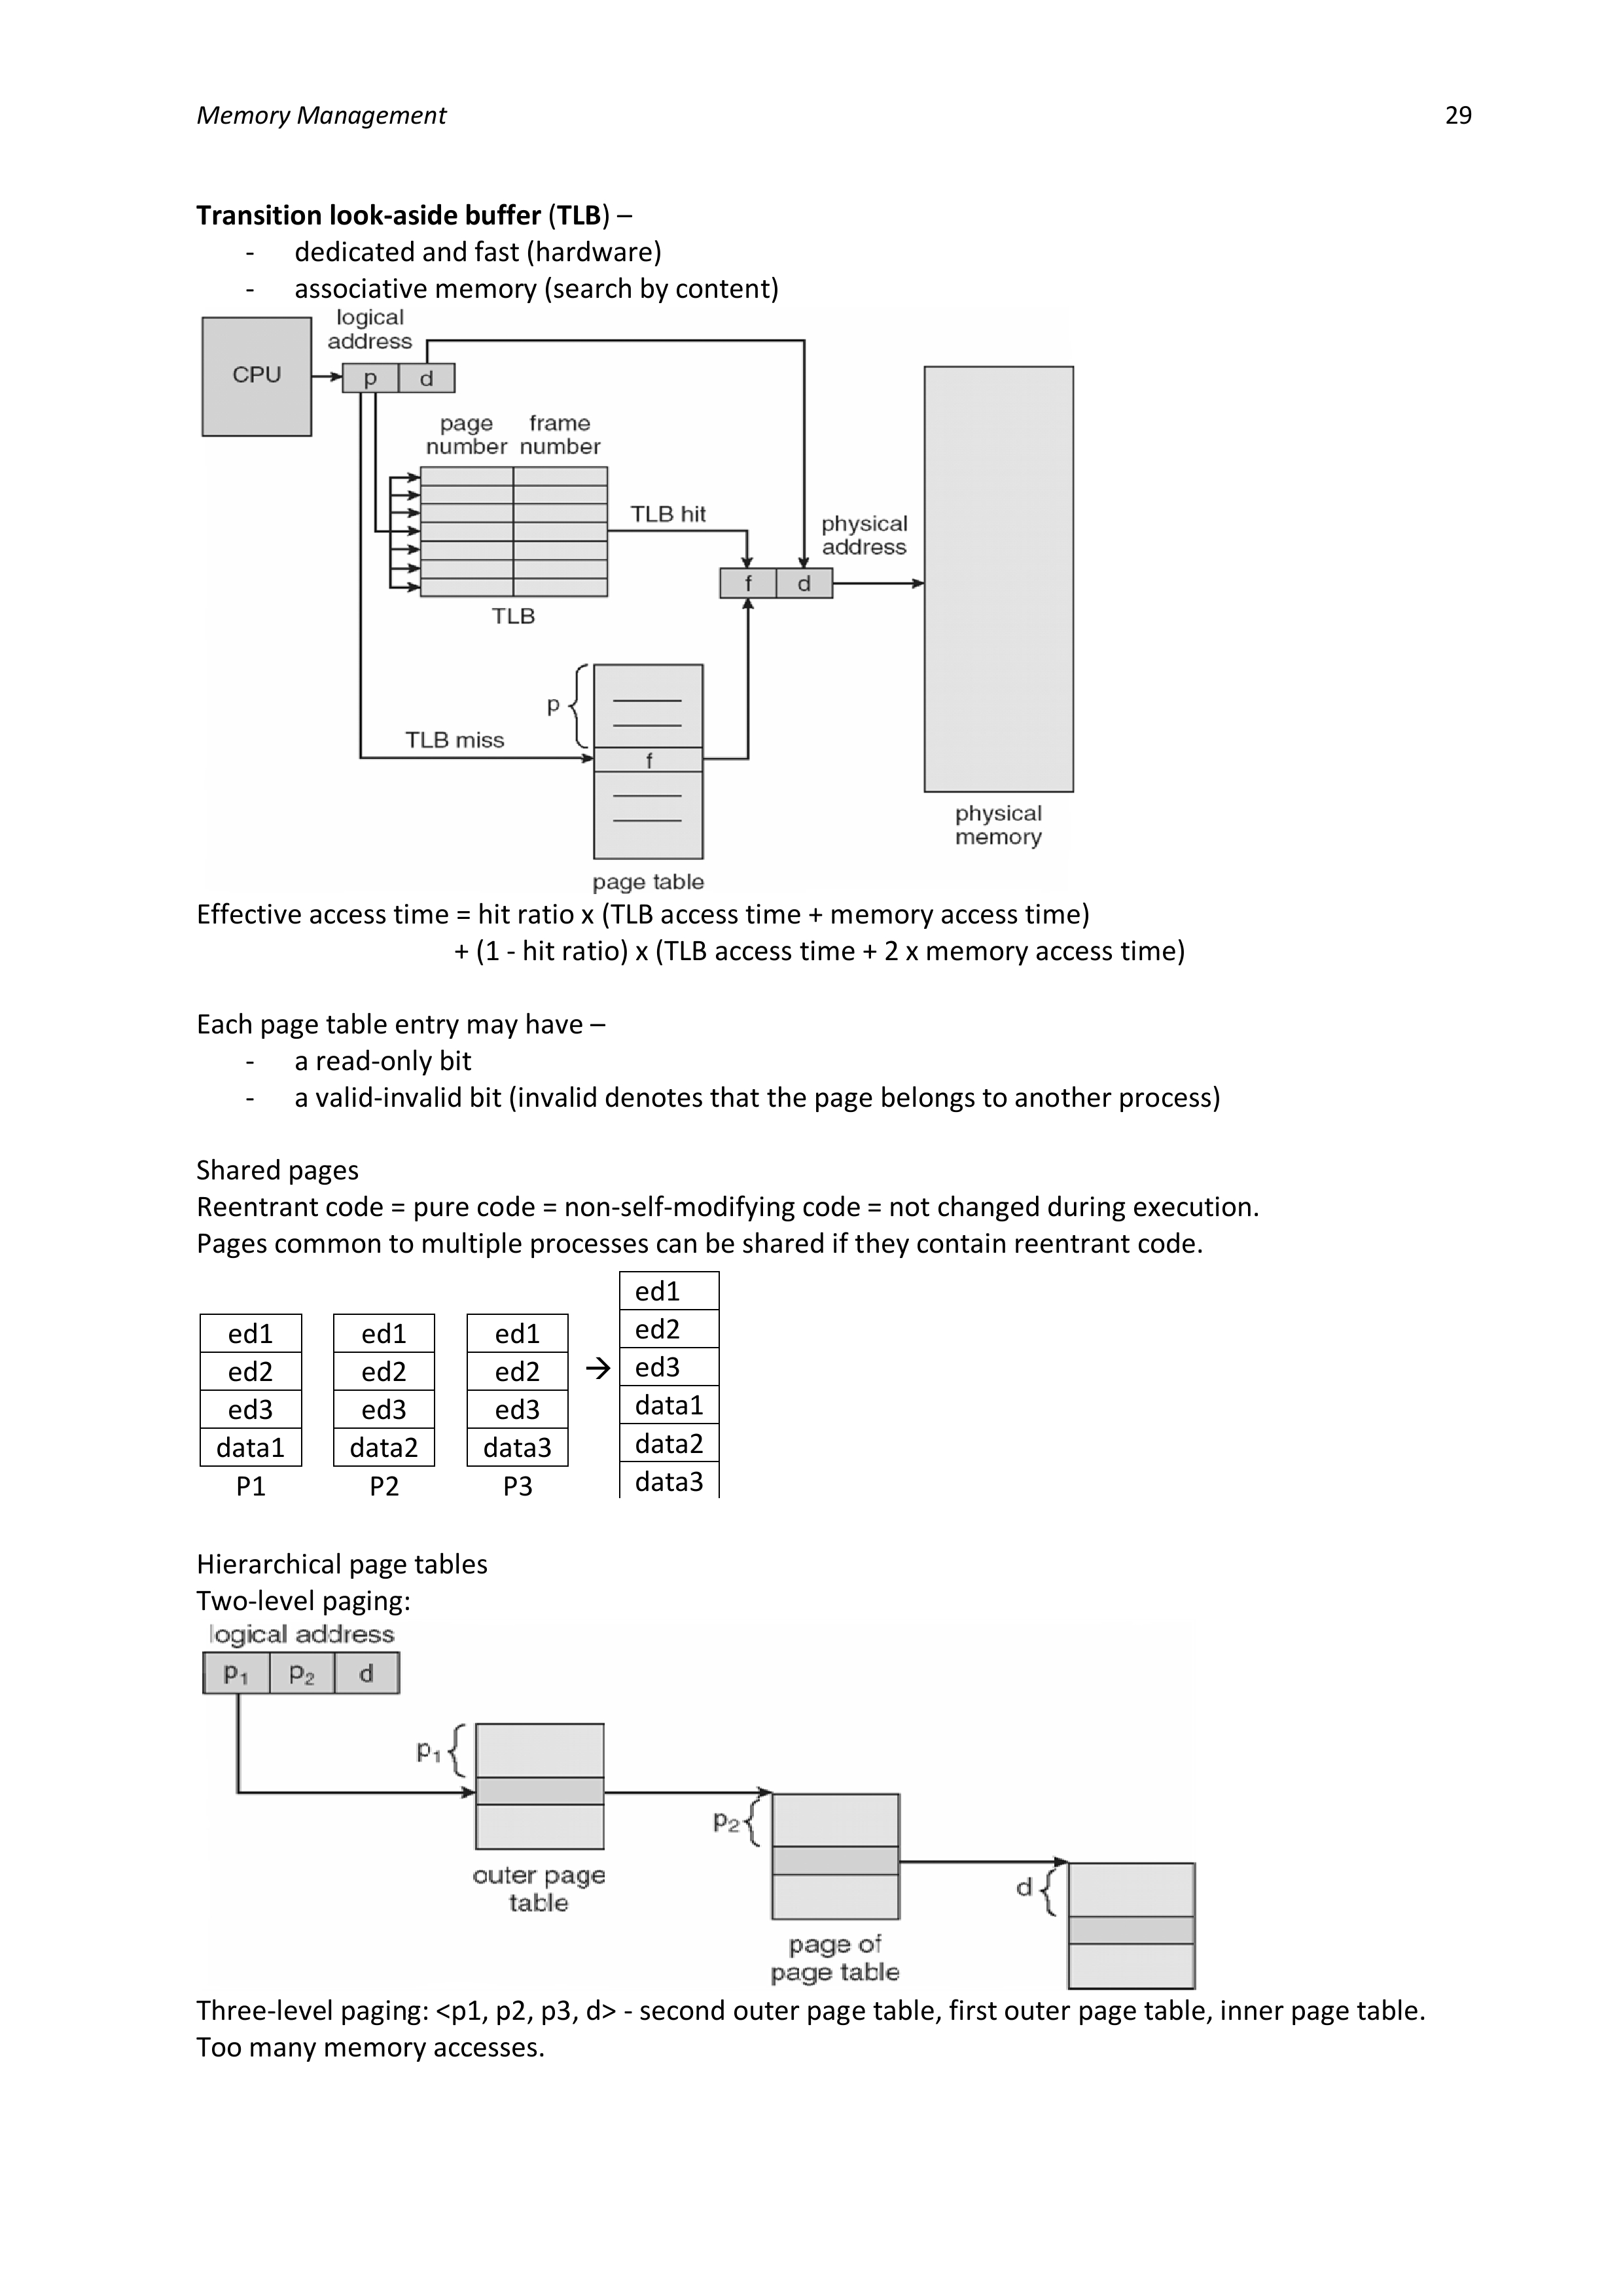 Memory Management 29
Transition look-aside buffer (TLB) –
- dedicated and fast (hardware)
- associative memory (search by content)
logical
address
CPU
p d
page frame
number number
TLB hit
physical
address
f d
TLB
p
TLB miss
f
physical
memory
page table
Effective access time = hit ratio x (TLB access time + memory access time)
+ (1 - hit ratio) x (TLB access time + 2 x memory access time)
Each page table entry may have –
- a read-only bit
- a valid-invalid bit (invalid denotes that the page belongs to another process)
Shared pages
Reentrant code = pure code = non-self-modifying code = not changed during execution.
Pages common to multiple processes can be shared if they contain reentrant code.
ed1
ed2
ed3
data1
P1
ed1
ed2
ed3
data2
P2
ed1
ed2
ed3
data3
P3
→
ed1
ed2
ed3
data1
data2
data3
Hierarchical page tables
Two-level paging:
logical address
p1 p2 d
p1
outer page
table
p2
page of
page table
d
Three-level paging: <p1, p2, p3, d> - second outer page table, first outer page table, inner page table.
Too many memory accesses.